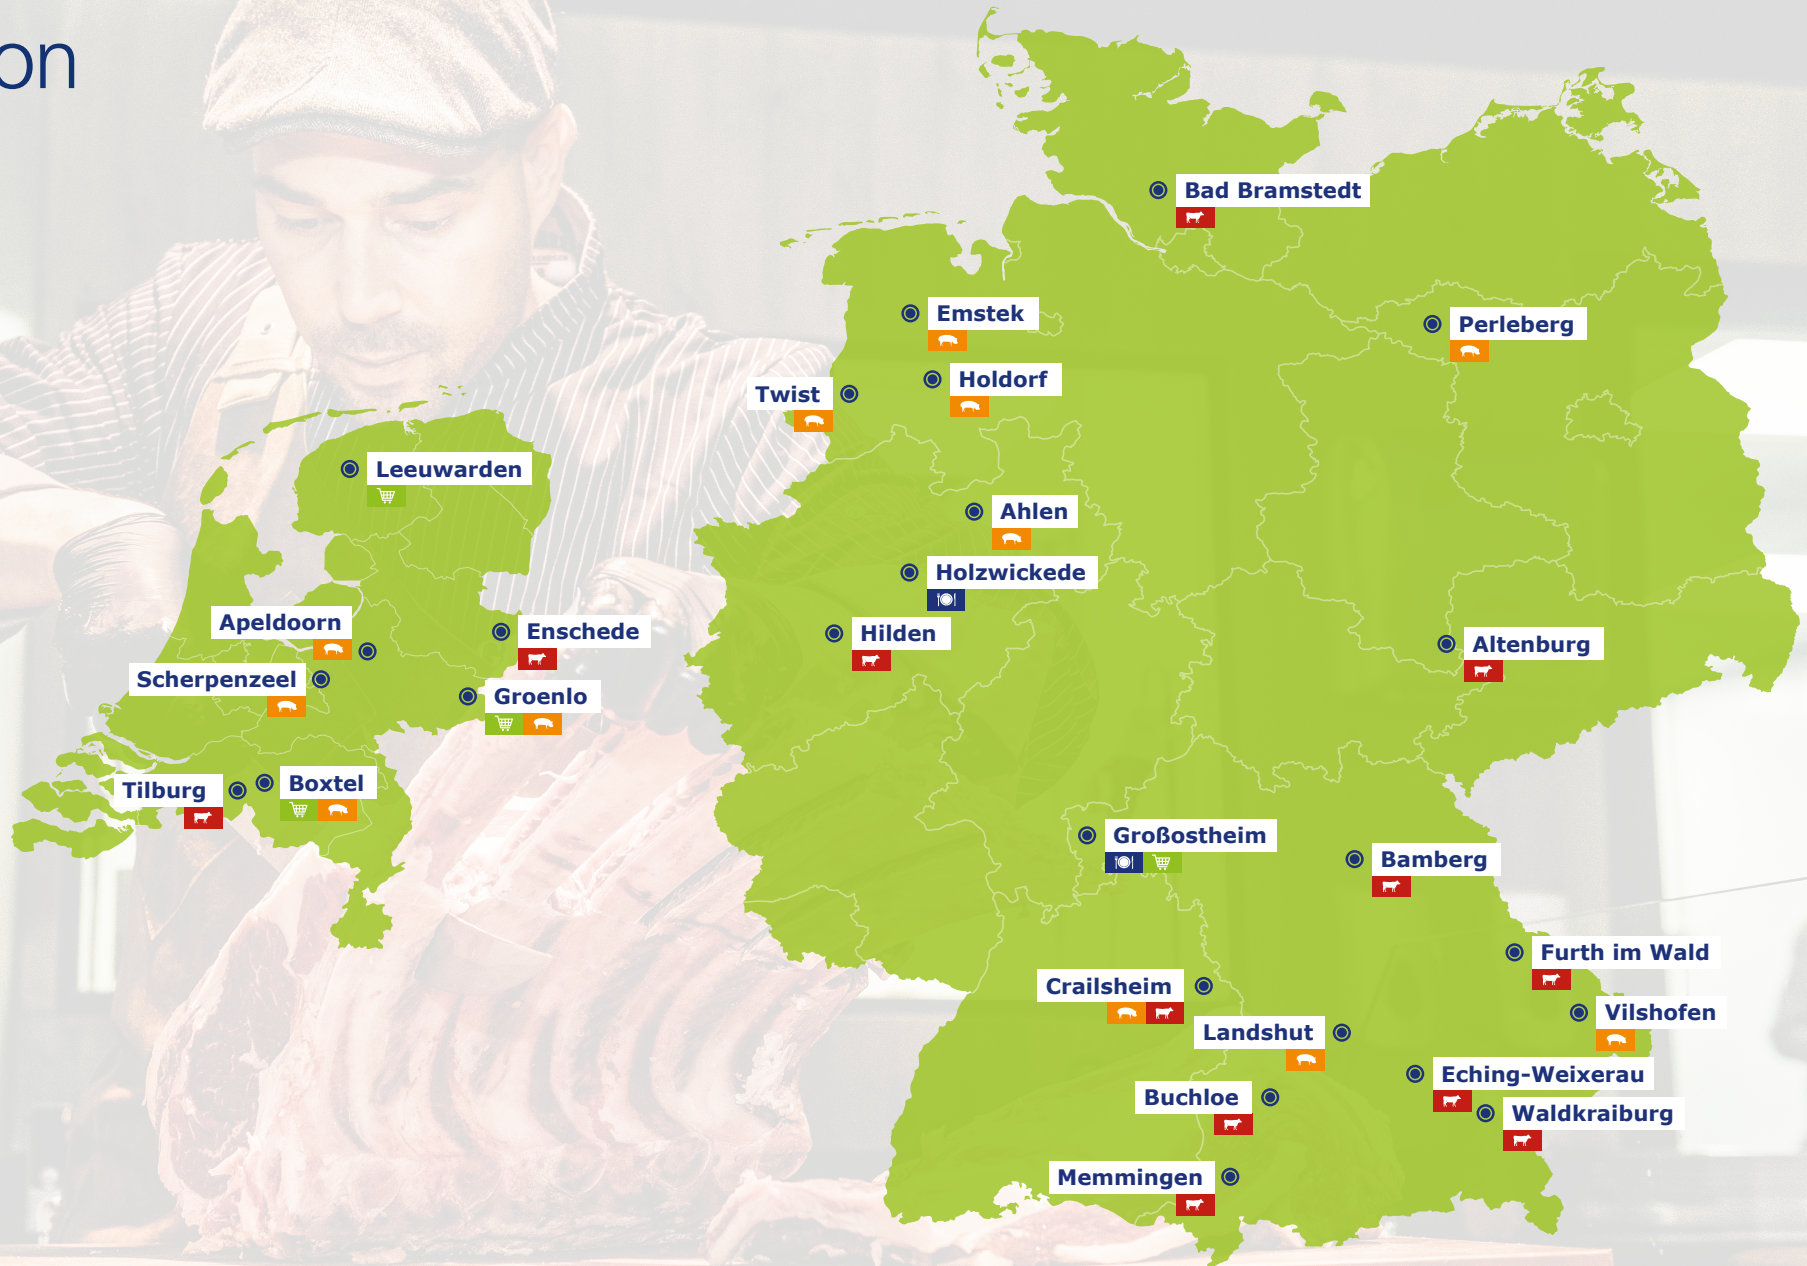 on
Bad Bramstedt
Emstek
Perleberg
Holdorf
Twist
Leeuwarden
Ahlen
Holzwickede
Apeldoorn
Enschede
Hilden
Altenburg
Scherpenzeel
Groenlo
Tilburg
Boxtel
Großostheim
Bamberg
Furth im Wald
Crailsheim
Vilshofen
Landshut
Eching-Weixerau
Buchloe
Waldkraiburg
Memmingen